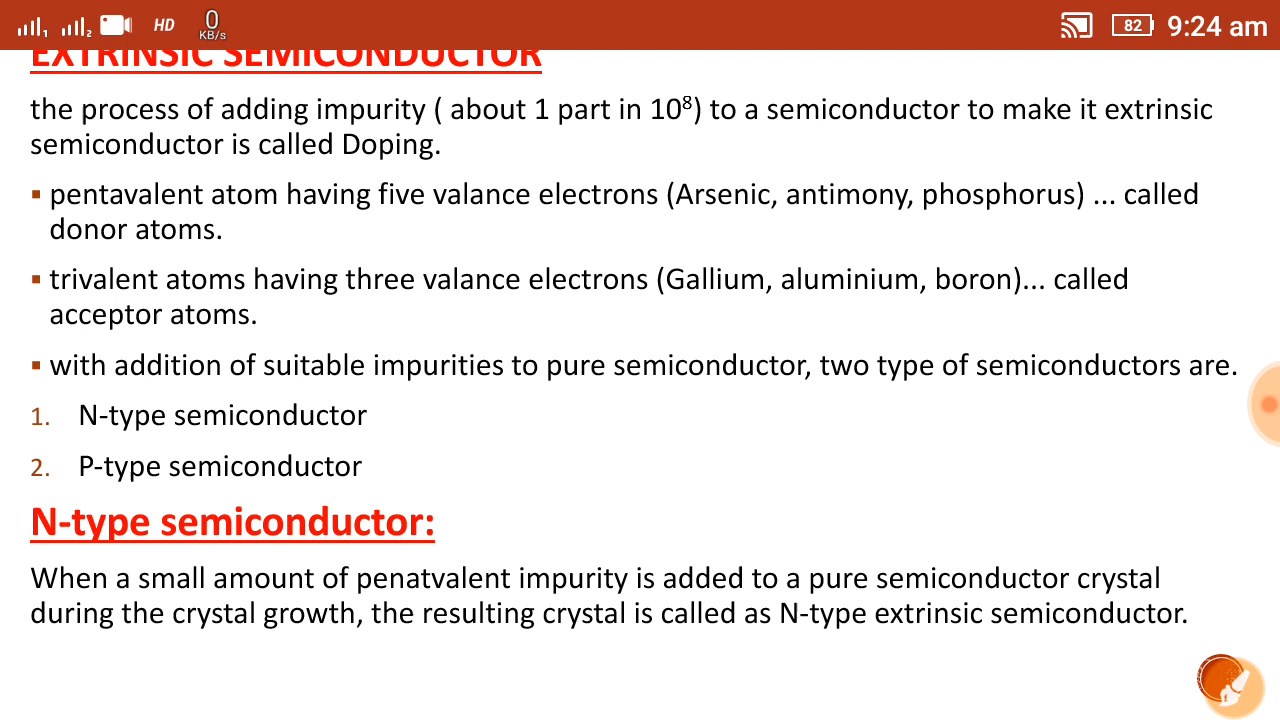 HD 0 KB/s 82 9:24 am
EXTRINSIC SEMICONDUCTOR
the process of adding impurity ( about 1 part in 10⁸) to a semiconductor to make it extrinsic
semiconductor is called Doping.
▪ pentavalent atom having five valance electrons (Arsenic, antimony, phosphorus) ... called
donor atoms.
▪ trivalent atoms having three valance electrons (Gallium, aluminium, boron)... called
acceptor atoms.
▪ with addition of suitable impurities to pure semiconductor, two type of semiconductors are.
1. N-type semiconductor
2. P-type semiconductor
N-type semiconductor:
When a small amount of penatvalent impurity is added to a pure semiconductor crystal
during the crystal growth, the resulting crystal is called as N-type extrinsic semiconductor.